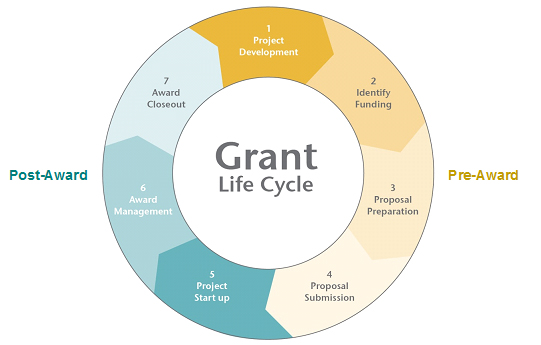 1
Project
Development
2
Identify
Funding
3
Proposal
Preparation
4
Proposal
Submission
5
Project
Start up
6
Award
Management
7
Award
Closeout
Grant
Life Cycle
Post-Award
Pre-Award